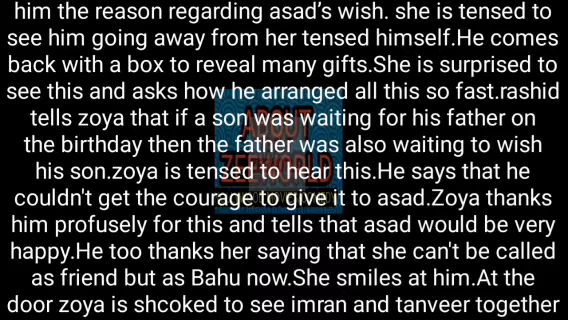 him the reason regarding asad’s wish. she is tensed to
see him going away from her tensed himself.He comes
back with a box to reveal many gifts.She is surprised to
see this and asks how he arranged all this so fast.rashid
tells zoya that if a son was waiting for his father on
the birthday then the father was also waiting to wish
his son.zoya is tensed to hear this.He says that he
couldn't get the courage to give it to asad.Zoya thanks
him profusely for this and tells that asad would be very
happy.He too thanks her saying that she can't be called
as friend but as Bahu now.She smiles at him.At the
door zoya is shcoked to see imran and tanveer together
ABOUT
ZEEWORLD